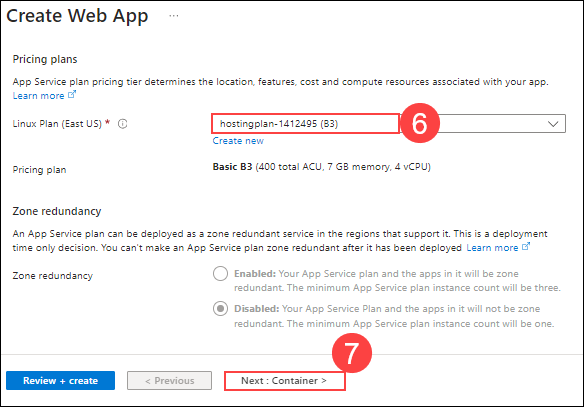 Create Web App ...
Pricing plans
App Service plan pricing tier determines the location, features, cost and compute resources associated with your app.
Learn more
Linux Plan (East US) *
hostingplan-1412495 (B3)
6
Create new
Pricing plan
Basic B3 (400 total ACU, 7 GB memory, 4 vCPU)
Zone redundancy
An App Service plan can be deployed as a zone redundant service in the regions that support it. This is a deployment
time only decision. You can't make an App Service plan zone redundant after it has been deployed Learn more
Zone redundancy
Enabled: Your App Service plan and the apps in it will be zone
redundant. The minimum App Service plan instance count will be three.
Disabled: Your App Service Plan and the apps in it will not be zone
redundant. The minimum App Service plan instance count will be one.
7
Review + create
< Previous
Next : Container >